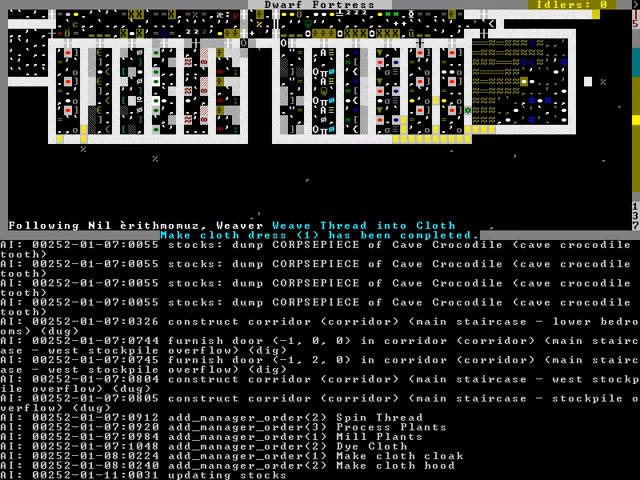 Dwarf Fortress Idlers: 0
Following Nil èrithmomuz, Weaver Weave Thread into Cloth
Make cloth dress (1) has been completed.
AI: 00252-01-07:0055 stocks: dump CORPSEPIECE of Cave Crocodile (cave crocodile
tooth)
AI: 00252-01-07:0055 stocks: dump CORPSEPIECE of Cave Crocodile (cave crocodile
tooth)
AI: 00252-01-07:0055 stocks: dump CORPSEPIECE of Cave Crocodile (cave crocodile
tooth)
AI: 00252-01-07:0055 stocks: dump CORPSEPIECE of Cave Crocodile (cave crocodile
tooth)
AI: 00252-01-07:0326 construct corridor (corridor) (main staircase - lower bedro
oms) (dug)
AI: 00252-01-07:0744 furnish door (-1, 0, 0) in corridor (corridor) (main stairc
ase - west stockpile overflow) (dig)
AI: 00252-01-07:0745 furnish door (-1, 2, 0) in corridor (corridor) (main stairc
ase - west stockpile overflow) (dig)
AI: 00252-01-07:0804 construct corridor (corridor) (main staircase - west stockp
ile overflow) (dug)
AI: 00252-01-07:0805 construct corridor (corridor) (main staircase - stockpile o
verflow) (dug)
AI: 00252-01-07:0912 add_manager_order(2) Spin Thread
AI: 00252-01-07:0920 add_manager_order(3) Process Plants
AI: 00252-01-07:0984 add_manager_order(1) Mill Plants
AI: 00252-01-07:1048 add_manager_order(2) Dye Cloth
AI: 00252-01-08:0224 add_manager_order(1) Make cloth cloak
AI: 00252-01-08:0240 add_manager_order(2) Make cloth hood
AI: 00252-01-11:0031 updating stocks